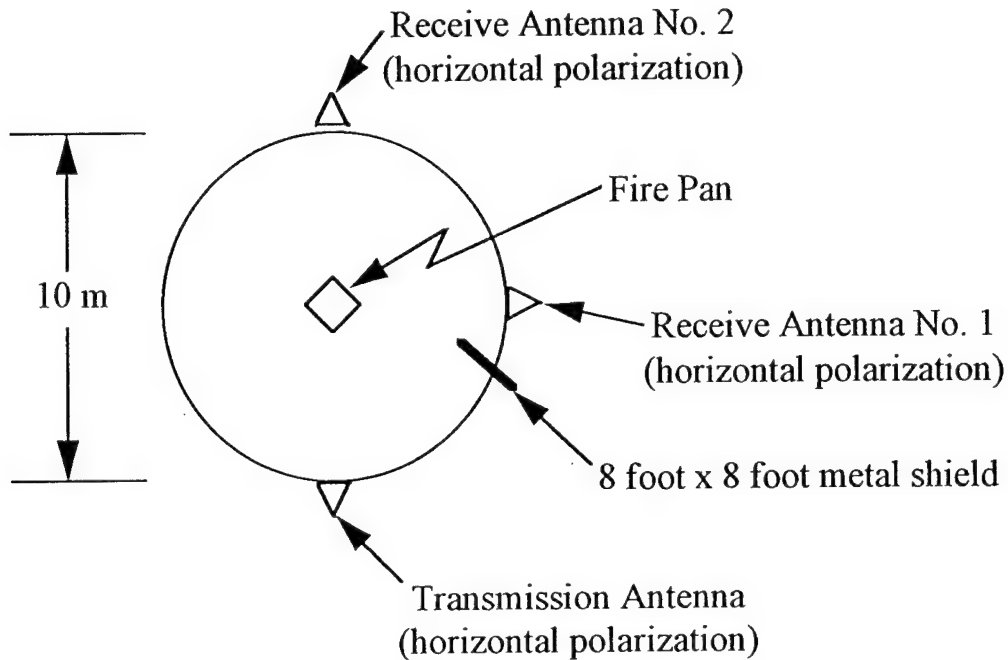 Receive Antenna No. 2
(horizontal polarization)
Fire Pan
10 m
Receive Antenna No. 1
(horizontal polarization)
8 foot x 8 foot metal shield
Transmission Antenna
(horizontal polarization)